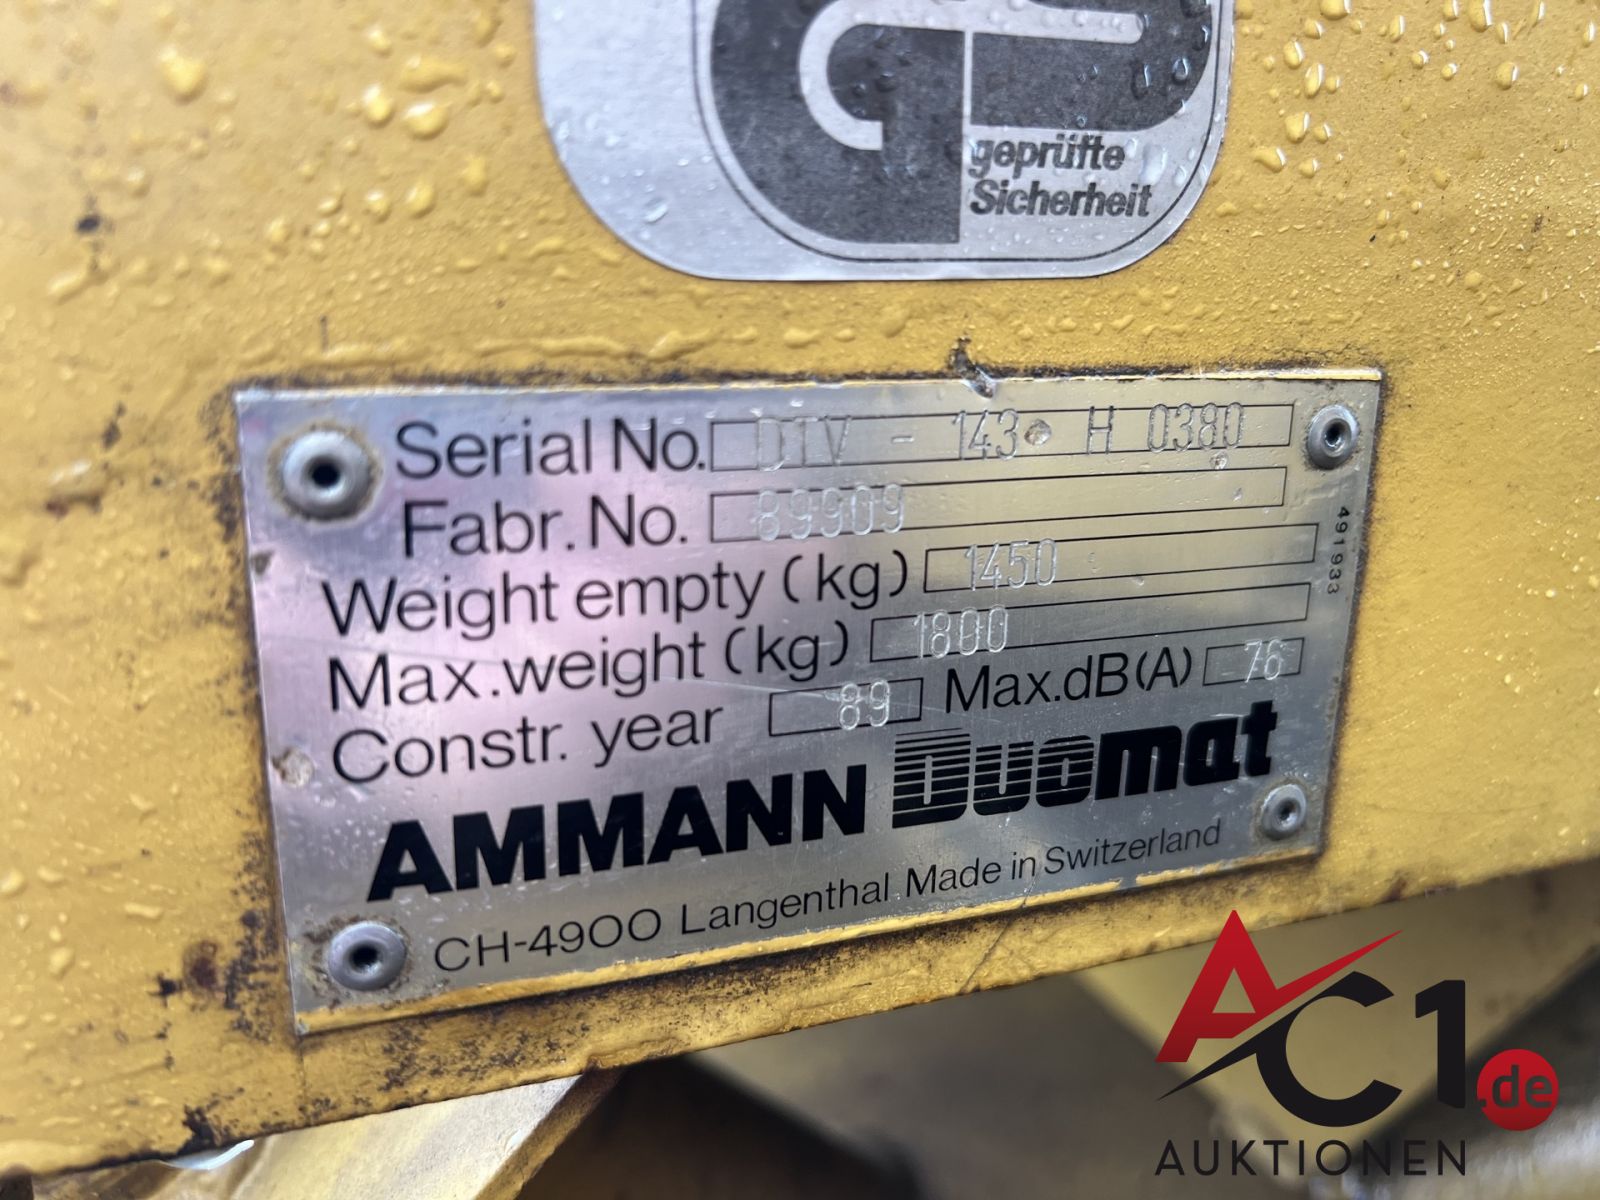 geprüfte
Sicherheit
Serial No. DTV - 143 H 0380
Fabr. No. 89909
Weight empty (kg) 1450
Max. weight (kg) 1800
Constr. year 89 Max. dB(A) 76
AMMANN Duomat
CH-4900 Langenthal Made in Switzerland
491933
AC1.de
AUKTIONEN